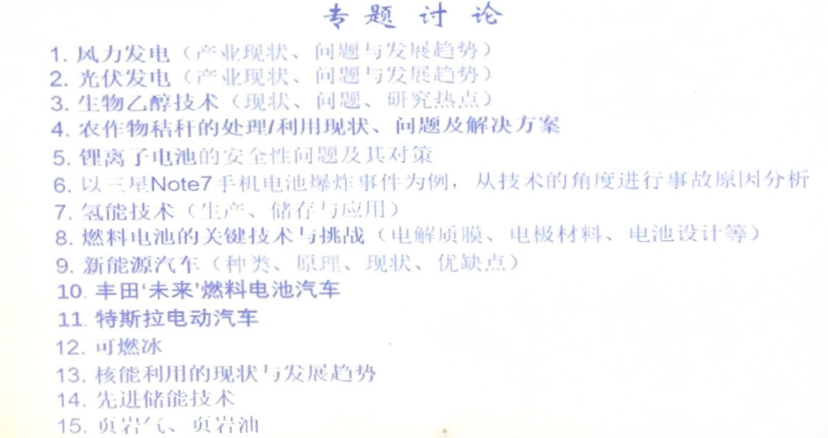 专题讨论
1. 风力发电（产业现状、问题与发展趋势）
2. 光伏发电（产业现状、问题与发展趋势）
3. 生物乙醇技术（现状、问题、研究热点）
4. 农作物秸秆的处理/利用现状、问题及解决方案
5. 锂离子电池的安全性问题及其对策
6. 以三星Note7手机电池爆炸事件为例，从技术的角度进行事故原因分析
7. 氢能技术（生产、储存与应用）
8. 燃料电池的关键技术与挑战（电解质膜、电极材料、电池设计等）
9. 新能源汽车（种类、原理、现状、优缺点）
10. 丰田‘未来’燃料电池汽车
11. 特斯拉电动汽车
12. 可燃冰
13. 核能利用的现状与发展趋势
14. 先进储能技术
15. 页岩气、页岩油